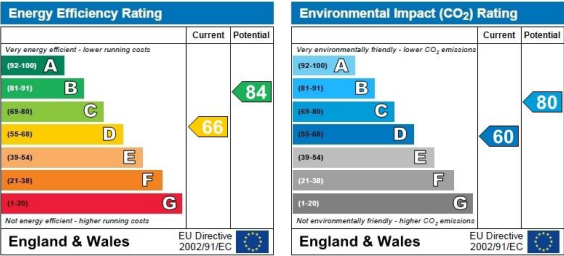 Energy Efficiency Rating
Current Potential
Very energy efficient - lower running costs
(92-100) A
(81-91) B
(69-80) C
(55-68) D
(39-54) E
(21-38) F
(1-20) G
66
84
Not energy efficient - higher running costs
England & Wales
EU Directive
2002/91/EC
Environmental Impact (CO2) Rating
Current Potential
Very environmentally friendly - lower CO2 emissions
(92-100) A
(81-91) B
(69-80) C
(55-68) D
(39-54) E
(21-38) F
(1-20) G
60
80
Not environmentally friendly - higher CO2 emissions
England & Wales
EU Directive
2002/91/EC